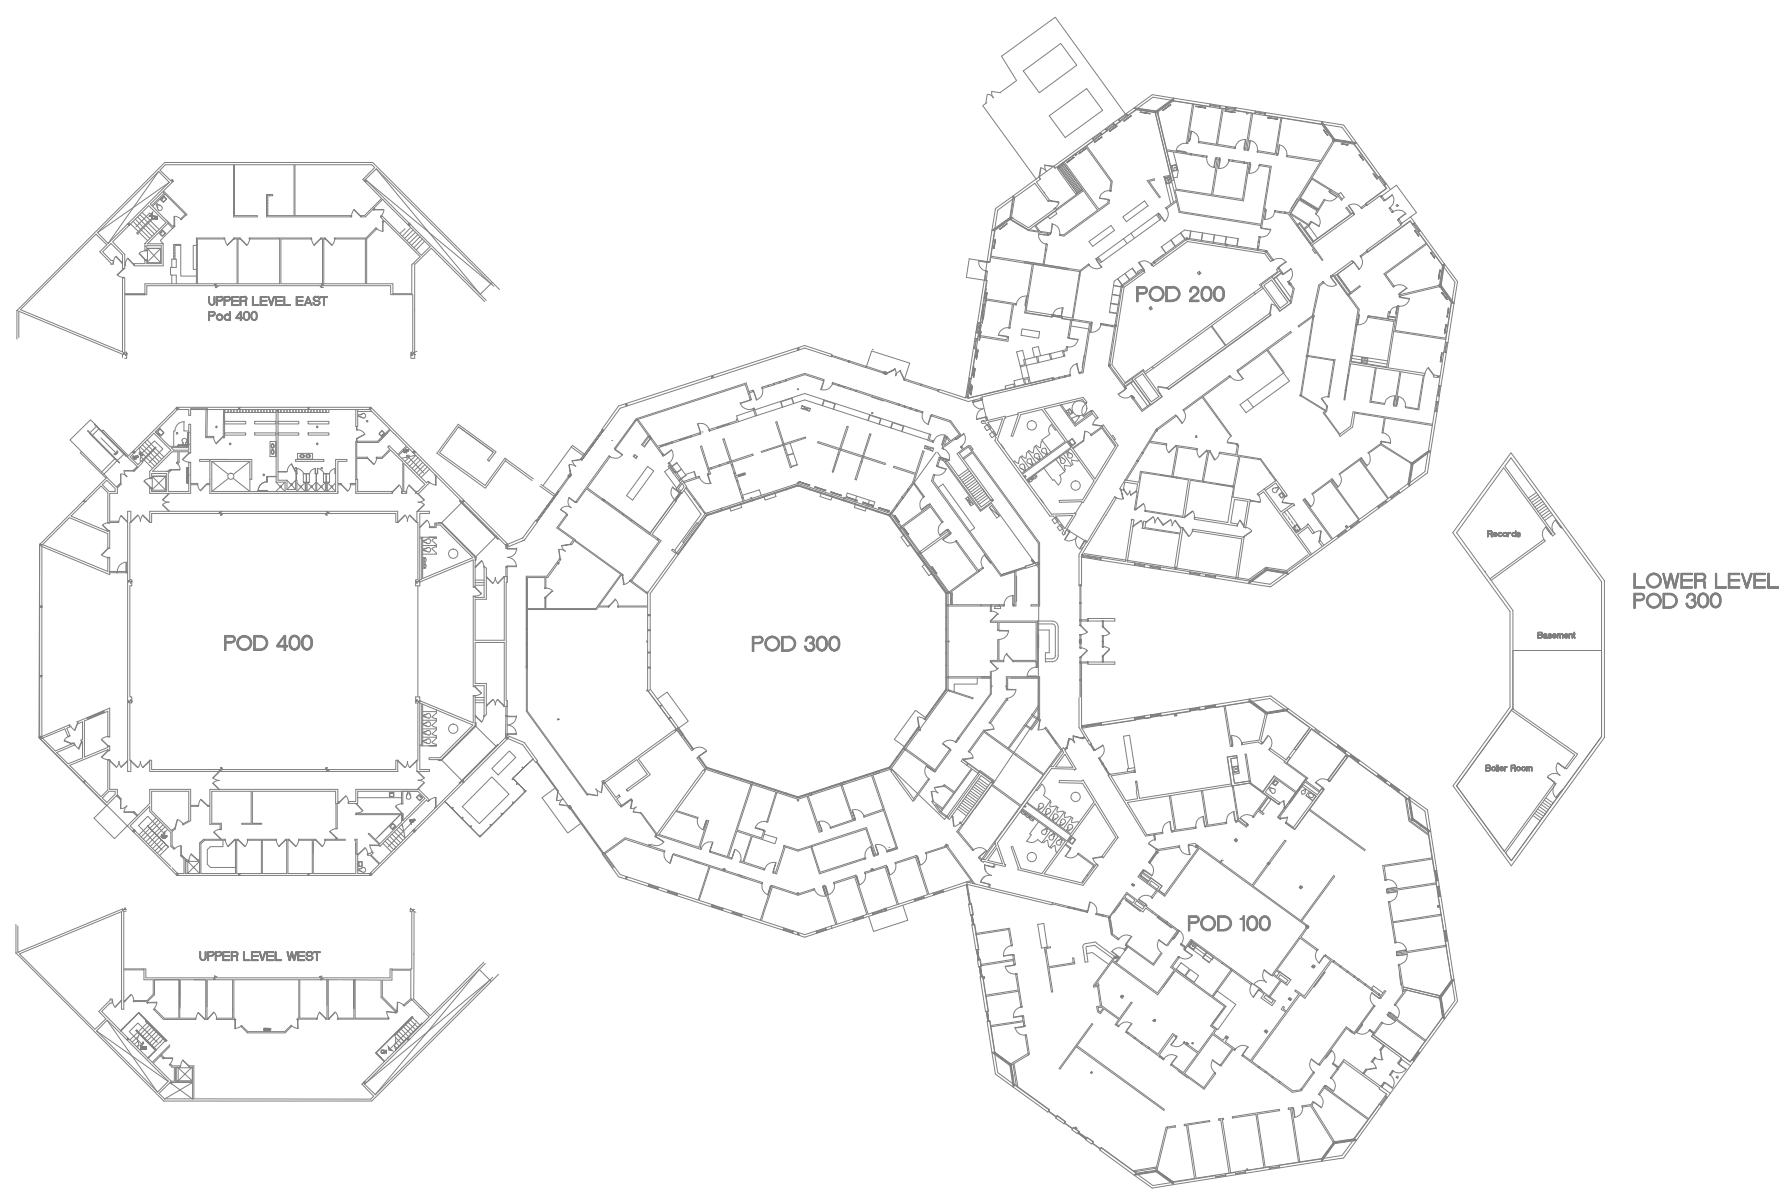 POD 200
UPPER LEVEL EAST
Pod 400
Records
LOWER LEVEL
POD 300
Basement
POD 400
POD 300
Boiler Room
POD 100
UPPER LEVEL WEST